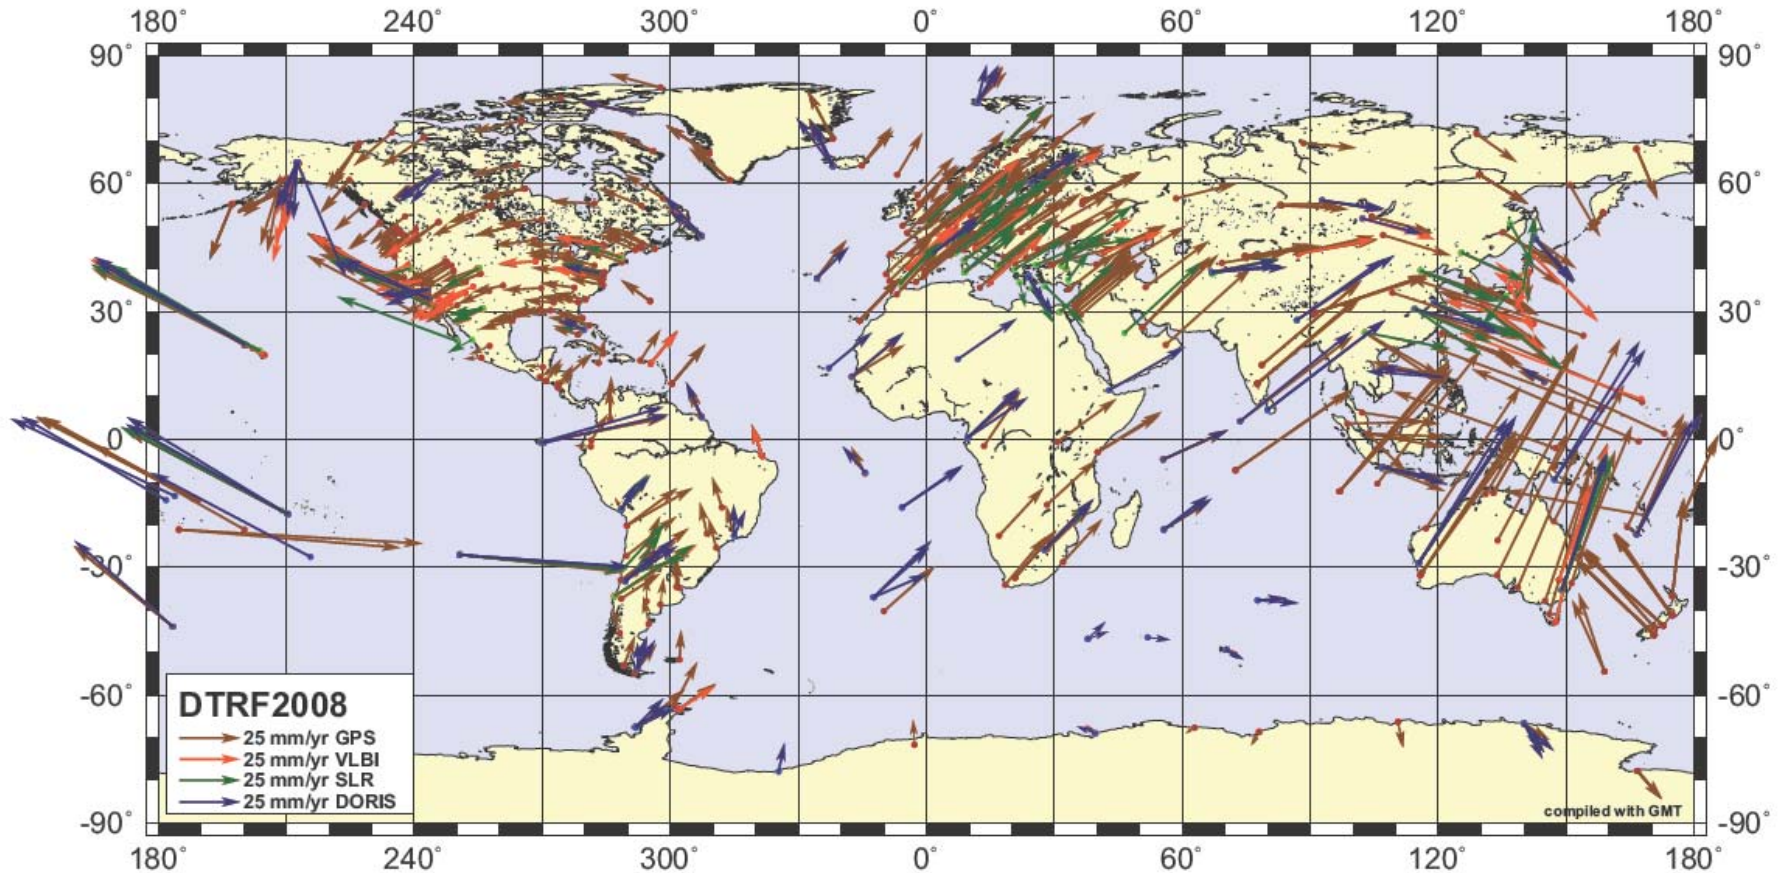 180° 240° 300° 0° 60° 120° 180°
90° 90°
60° 60°
30° 30°
0° 0°
-30° -30°
-60° -60°
-90° -90°
DTRF2008
25 mm/yr GPS
25 mm/yr VLBI
25 mm/yr SLR
25 mm/yr DORIS
compiled with GMT
180° 240° 300° 0° 60° 120° 180°